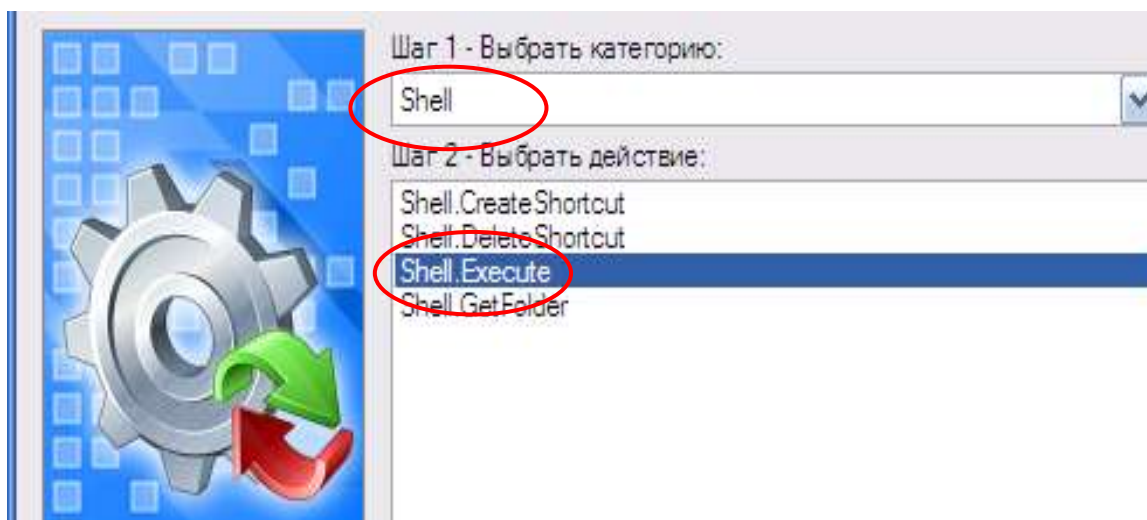 Шаг 1 - Выбрать категорию:
Shell
Шаг 2 - Выбрать действие:
Shell.CreateShortcut
Shell.DeleteShortcut
Shell.Execute
Shell.GetFolder